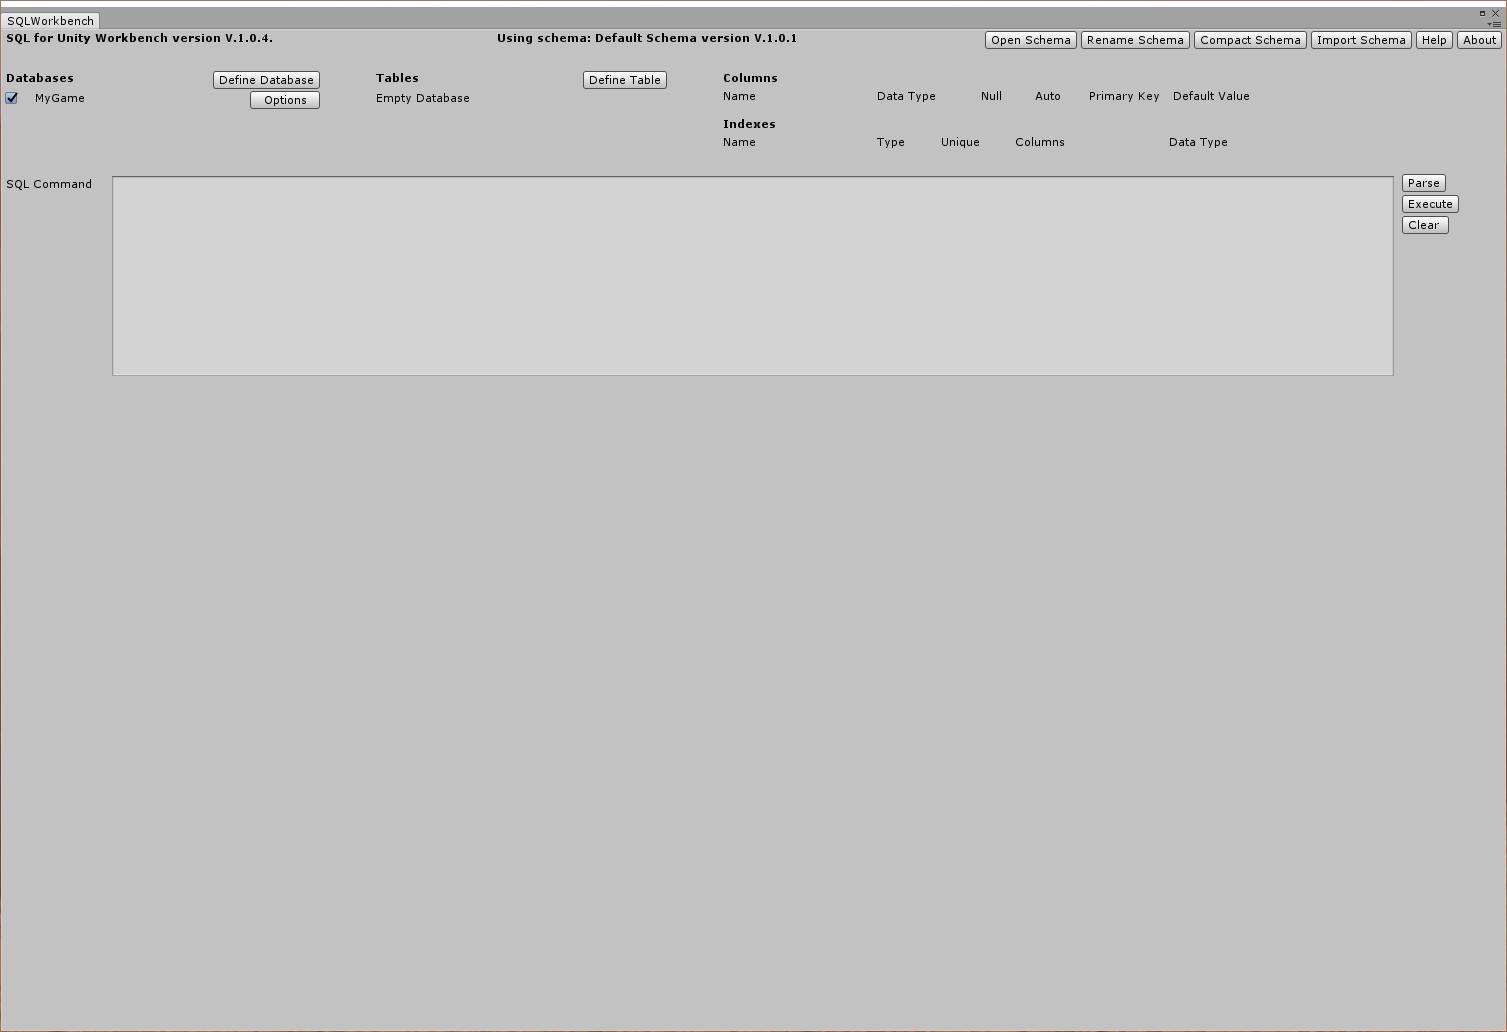 SQLWorkbench
SQL for Unity Workbench version V.1.0.4. Using schema: Default Schema version V.1.0.1 Open Schema Rename Schema Compact Schema Import Schema Help About
Databases Define Database Tables Define Table Columns
MyGame Options Empty Database Name Data Type Null Auto Primary Key Default Value
Indexes
Name Type Unique Columns Data Type
SQL Command Parse
Execute
Clear